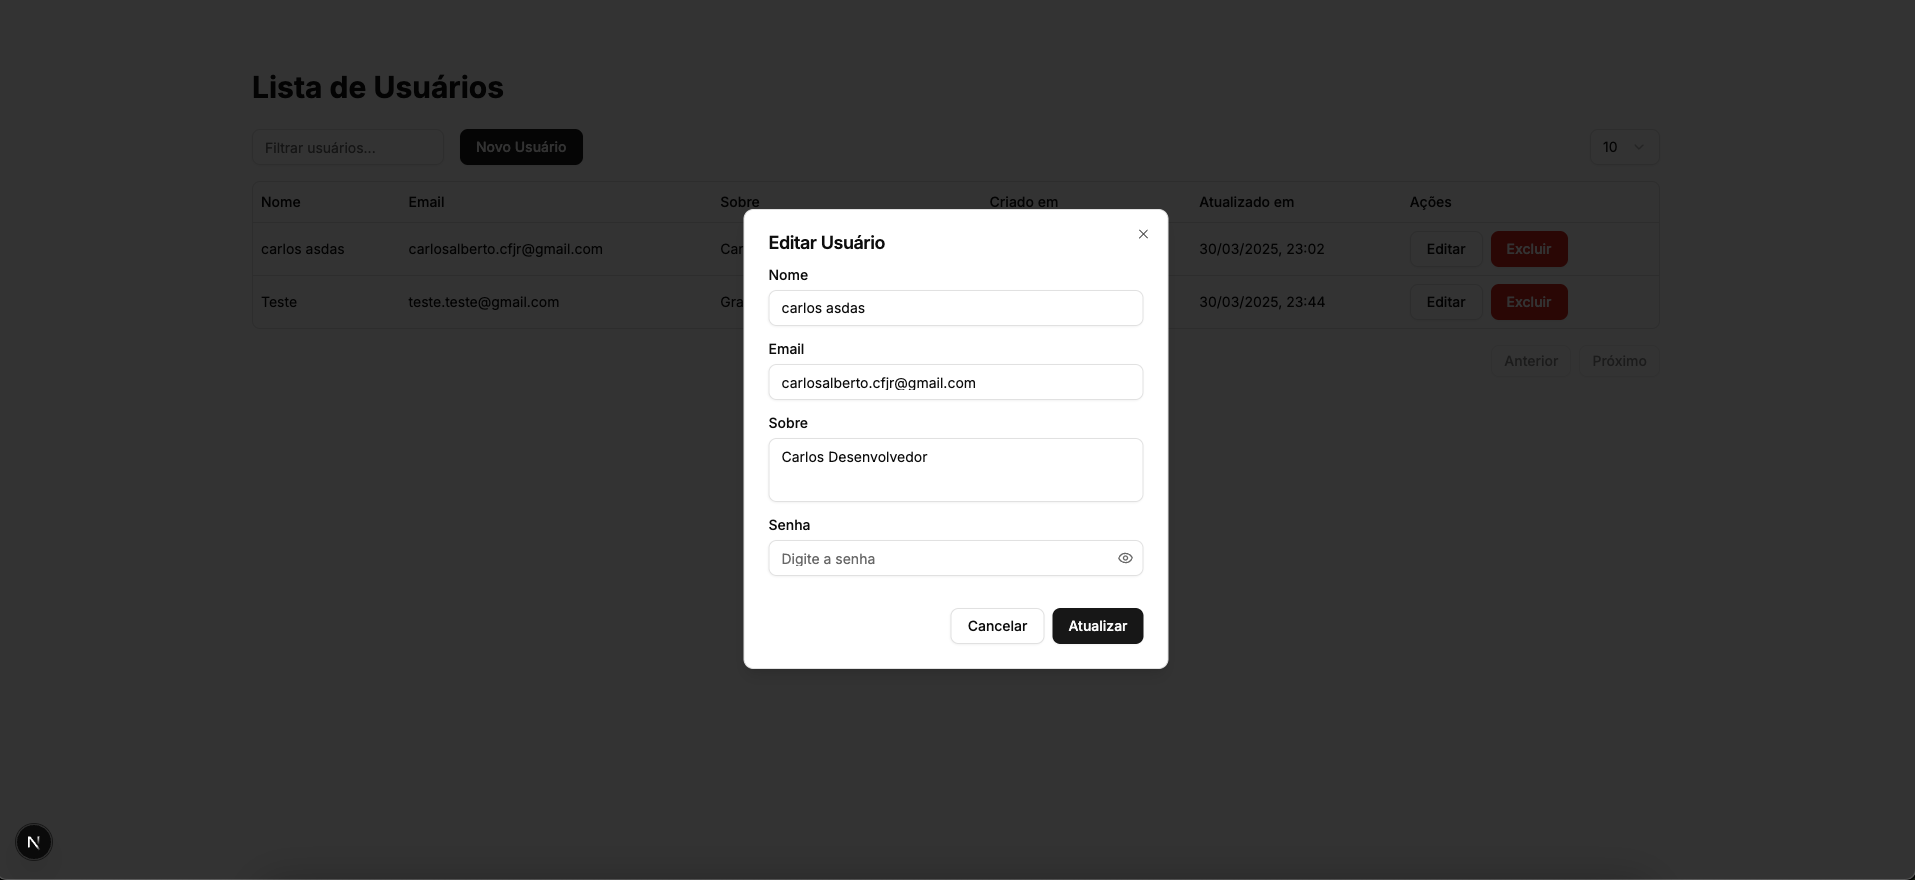 Lista de Usuários
Filtrar usuários...
Novo Usuário
10
Nome Email Sobre Criado em Atualizado em Ações
carlos asdas carlosalberto.cfjr@gmail.com Car 30/03/2025, 23:02 Editar Excluir
Teste teste.teste@gmail.com Gra 30/03/2025, 23:44 Editar Excluir
Anterior Próximo
Editar Usuário
Nome
carlos asdas
Email
carlosalberto.cfjr@gmail.com
Sobre
Carlos Desenvolvedor
Senha
Digite a senha
Cancelar Atualizar
N